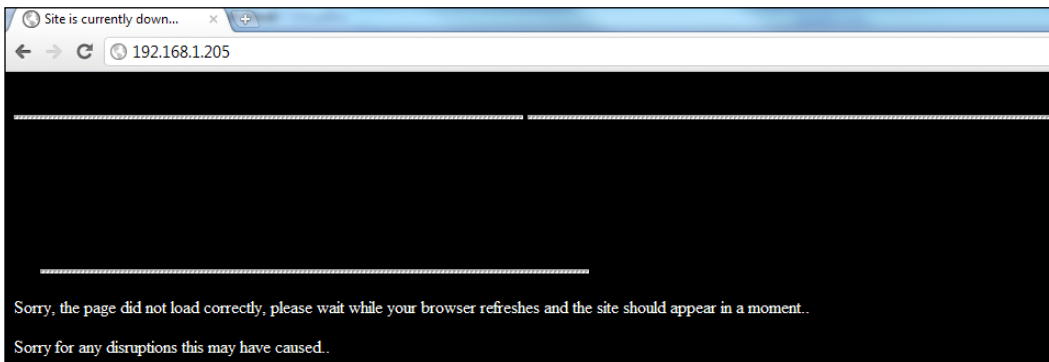 Site is currently down...
192.168.1.205
Sorry, the page did not load correctly, please wait while your browser refreshes and the site should appear in a moment..
Sorry for any disruptions this may have caused..